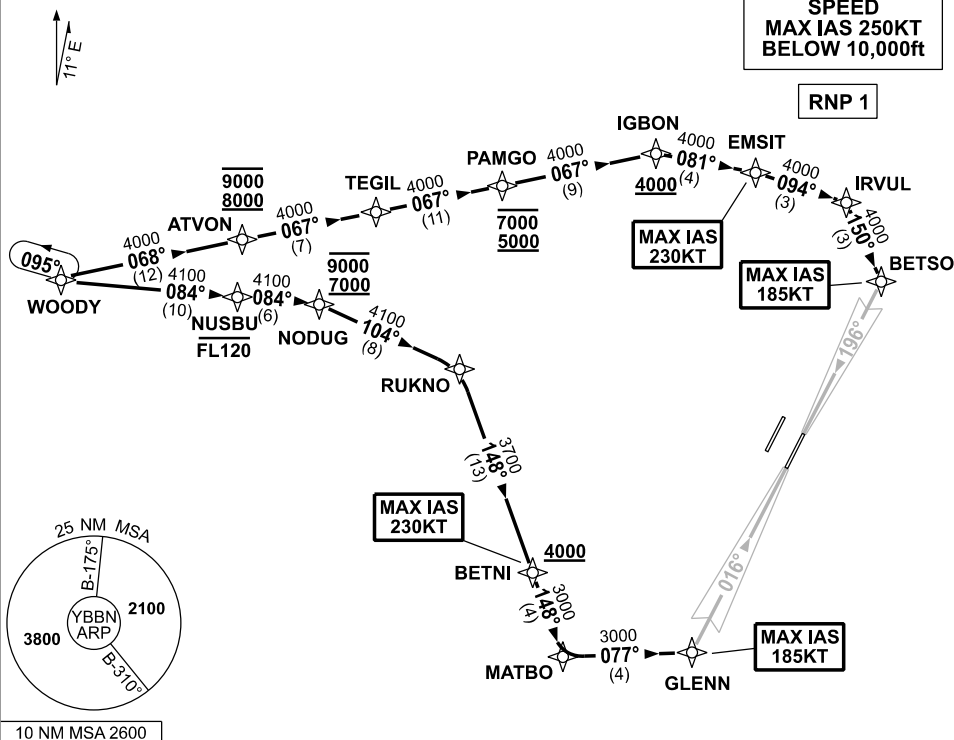 SPEED
MAX IAS 250KT
BELOW 10,000ft
11° E
RNP 1
IGBON
4000
081°
(4)
4000
EMSIT
4000
094°
(3)
IRVUL
4000
150°
(3)
BETSO
PAMGO
4000
067°
(9)
7000
5000
TEGIL
4000
067°
(11)
9000
8000
ATVON
4000
067°
(7)
MAX IAS
230KT
MAX IAS
185KT
095°
WOODY
4000
068°
(12)
4100
084°
(10)
NUSBU
FL120
4100
084°
(6)
9000
7000
NODUG
4100
104°
(8)
RUKNO
196°
3700
148°
(13)
MAX IAS
230KT
BETNI
4000
3000
148°
(4)
MATBO
3000
077°
(4)
GLENN
016°
MAX IAS
185KT
25 NM MSA
B-175°
YBBN
ARP
2100
3800
B-310°
10 NM MSA 2600